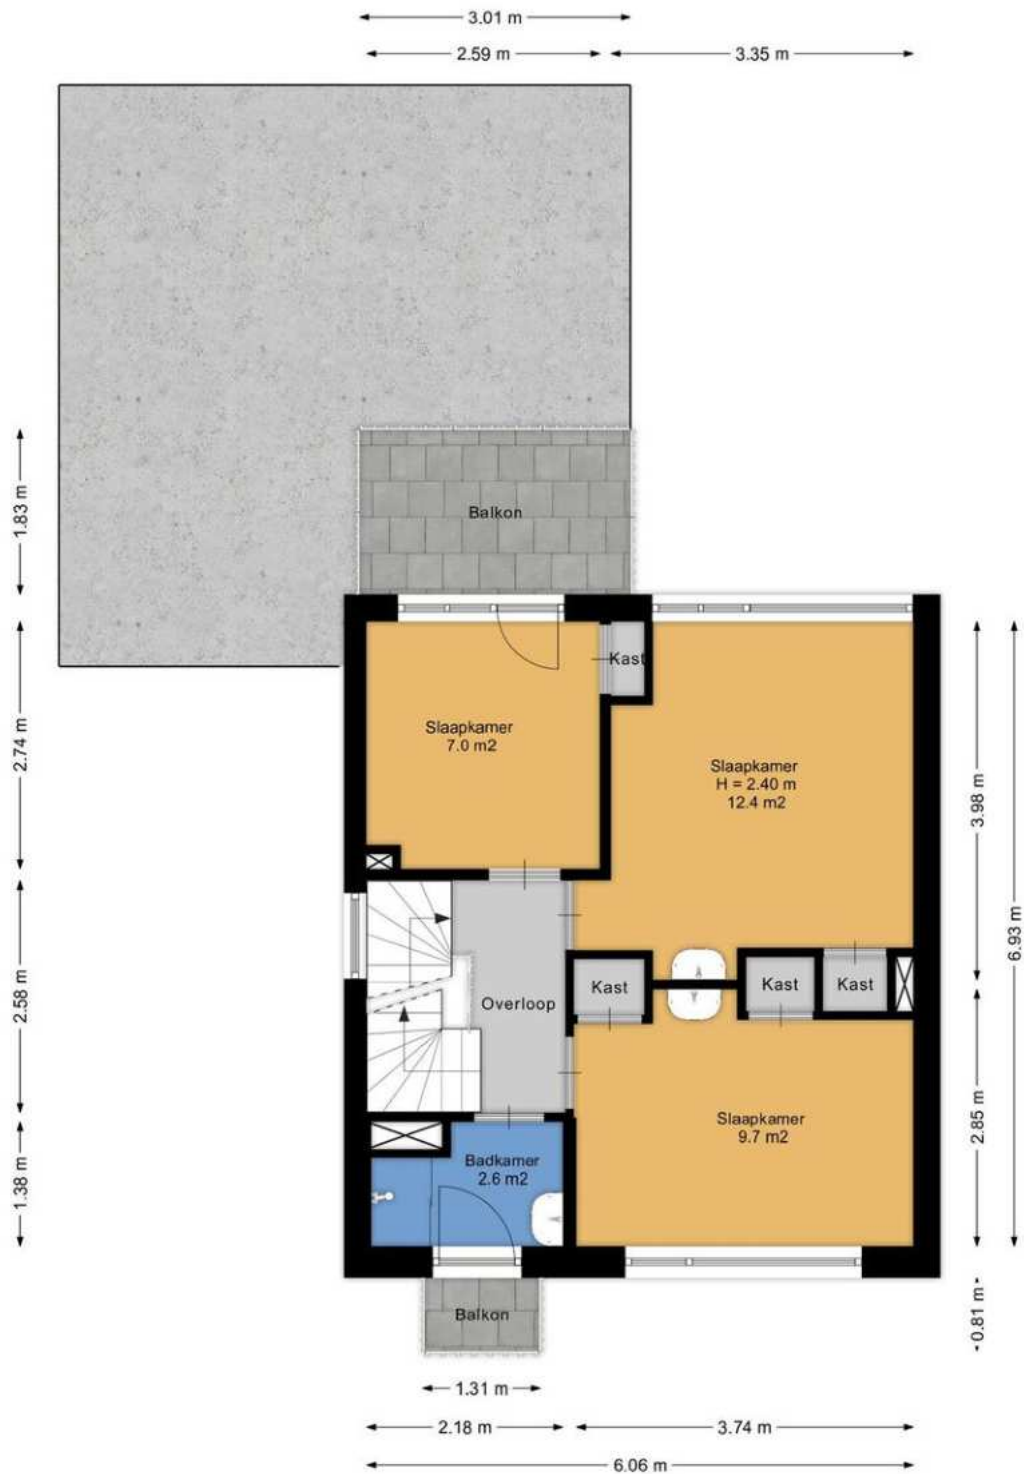 3.01 m
2.59 m
3.35 m
1.83 m
Balkon
Kast
2.74 m
Slaapkamer
7.0 m2
Slaapkamer
H = 2.40 m
12.4 m2
3.98 m
6.93 m
2.58 m
Overloop
Kast
Kast
Kast
2.85 m
Slaapkamer
9.7 m2
1.38 m
Badkamer
2.6 m2
Balkon
0.81 m
1.31 m
2.18 m
3.74 m
6.06 m